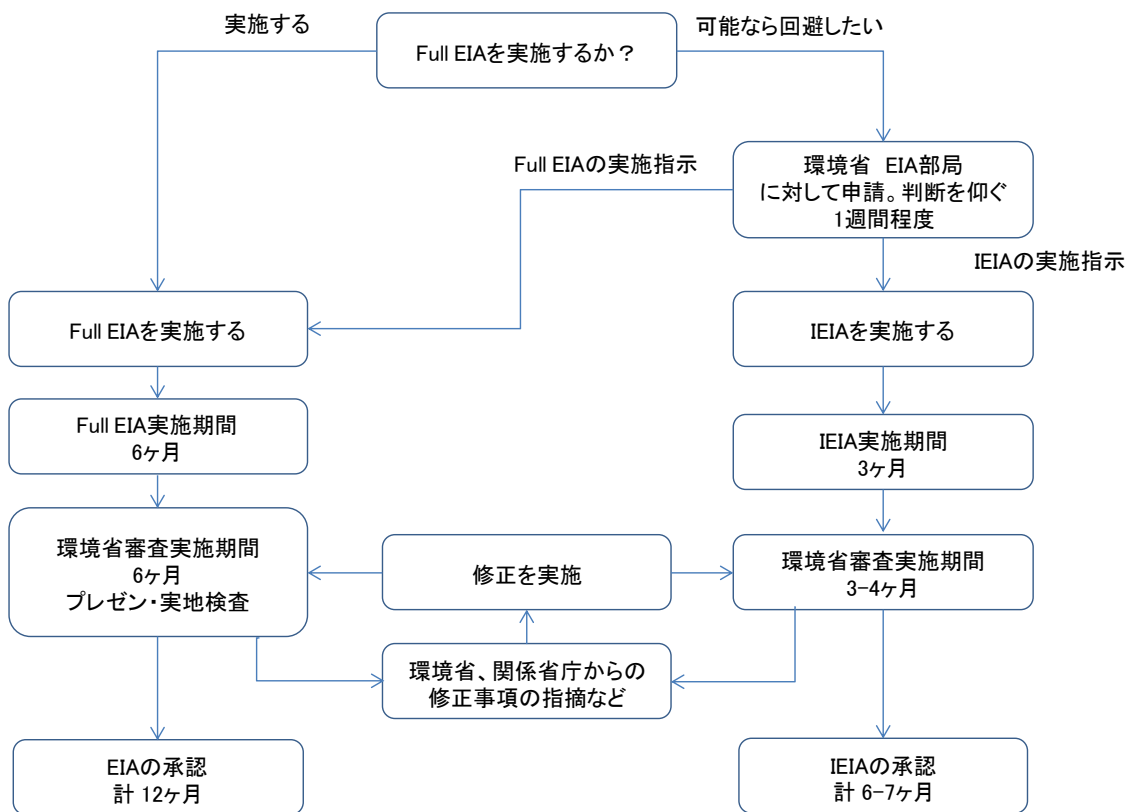 実施する
可能なら回避したい
Full EIAを実施するか？
Full EIAの実施指示
環境省　EIA部局
に対して申請。判断を仰ぐ
1週間程度
IEIAの実施指示
Full EIAを実施する
IEIAを実施する
Full EIA実施期間
6ヶ月
IEIA実施期間
3ヶ月
環境省審査実施期間
6ヶ月
プレゼン・実地検査
修正を実施
環境省審査実施期間
3-4ヶ月
環境省、関係省庁からの
修正事項の指摘など
EIAの承認
計 12ヶ月
IEIAの承認
計 6-7ヶ月